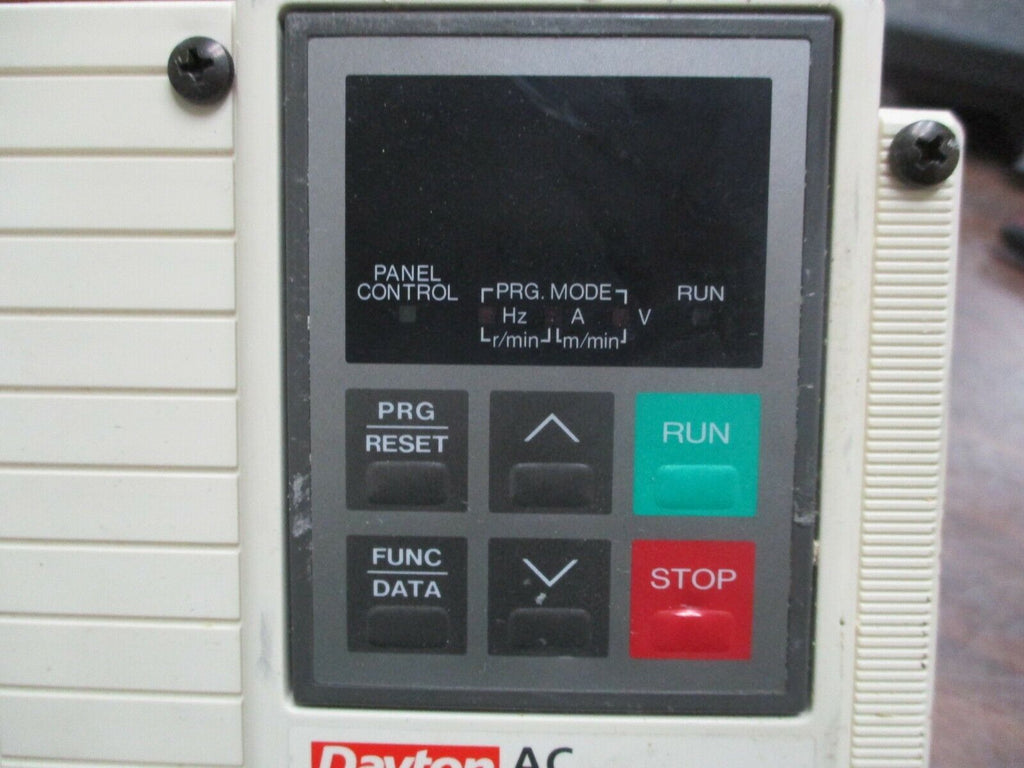 PANEL
CONTROL
PRG. MODE
RUN
Hz A V
r/min m/min
PRG
RESET
RUN
FUNC
DATA
STOP
Dayton AC